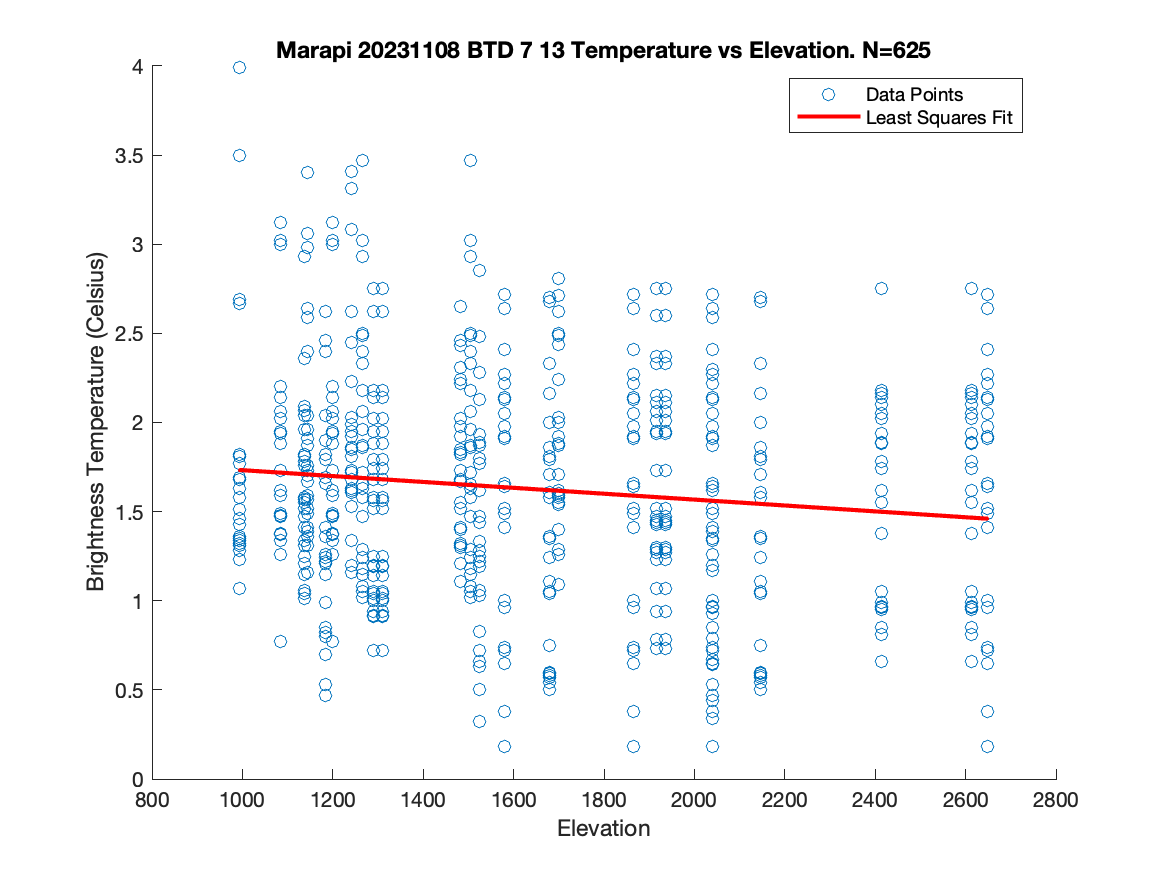 Marapi 20231108 BTD 7 13 Temperature vs Elevation. N=625
Data Points
Least Squares Fit
4
3.5
3
2.5
2
1.5
1
0.5
0
Brightness Temperature (Celsius)
800 1000 1200 1400 1600 1800 2000 2200 2400 2600 2800
Elevation